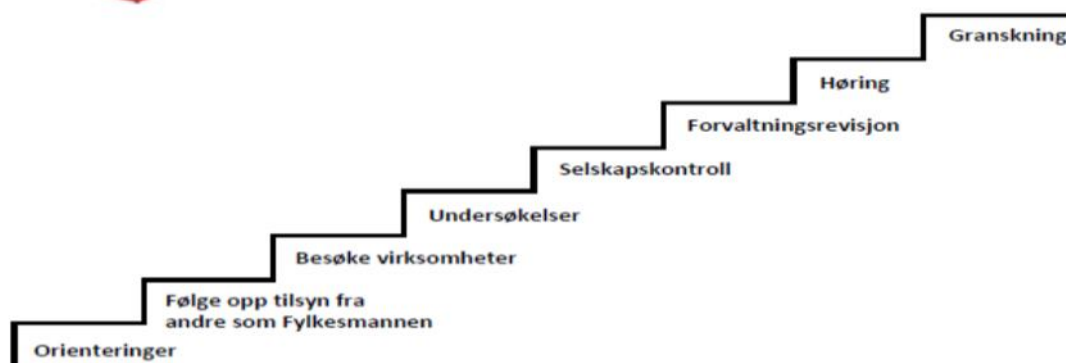 Granskning
Høring
Forvaltningsrevisjon
Selskapskontroll
Undersøkelser
Besøke virksomheter
Følge opp tilsyn fra
andre som Fylkesmannen
Orienteringer